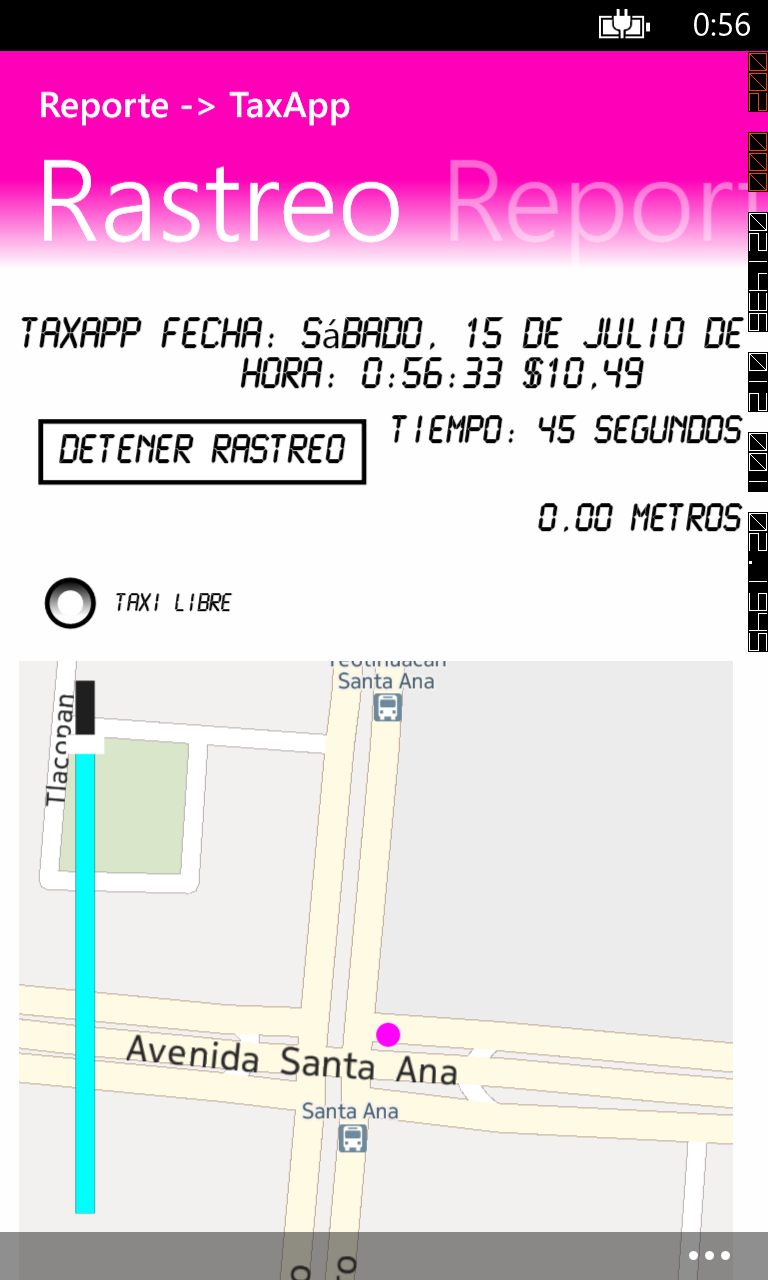 0:56
Reporte -> TaxApp
Rastreo Report
TAXAPP FECHA: SáBADO, 15 DE JULIO DE
HORA: 0:56:33 $10.49
DETENER RASTREO
TIEMPO: 45 SEGUNDOS
0.00 METROS
TAXI LIBRE
Teotihuacan
Santa Ana
Tlacopan
Avenida Santa Ana
Santa Ana